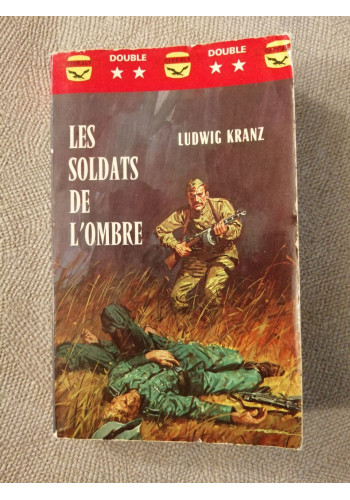 DOUBLE
DOUBLE
LES
SOLDATS
DE
L'OMBRE
LUDWIG KRANZ